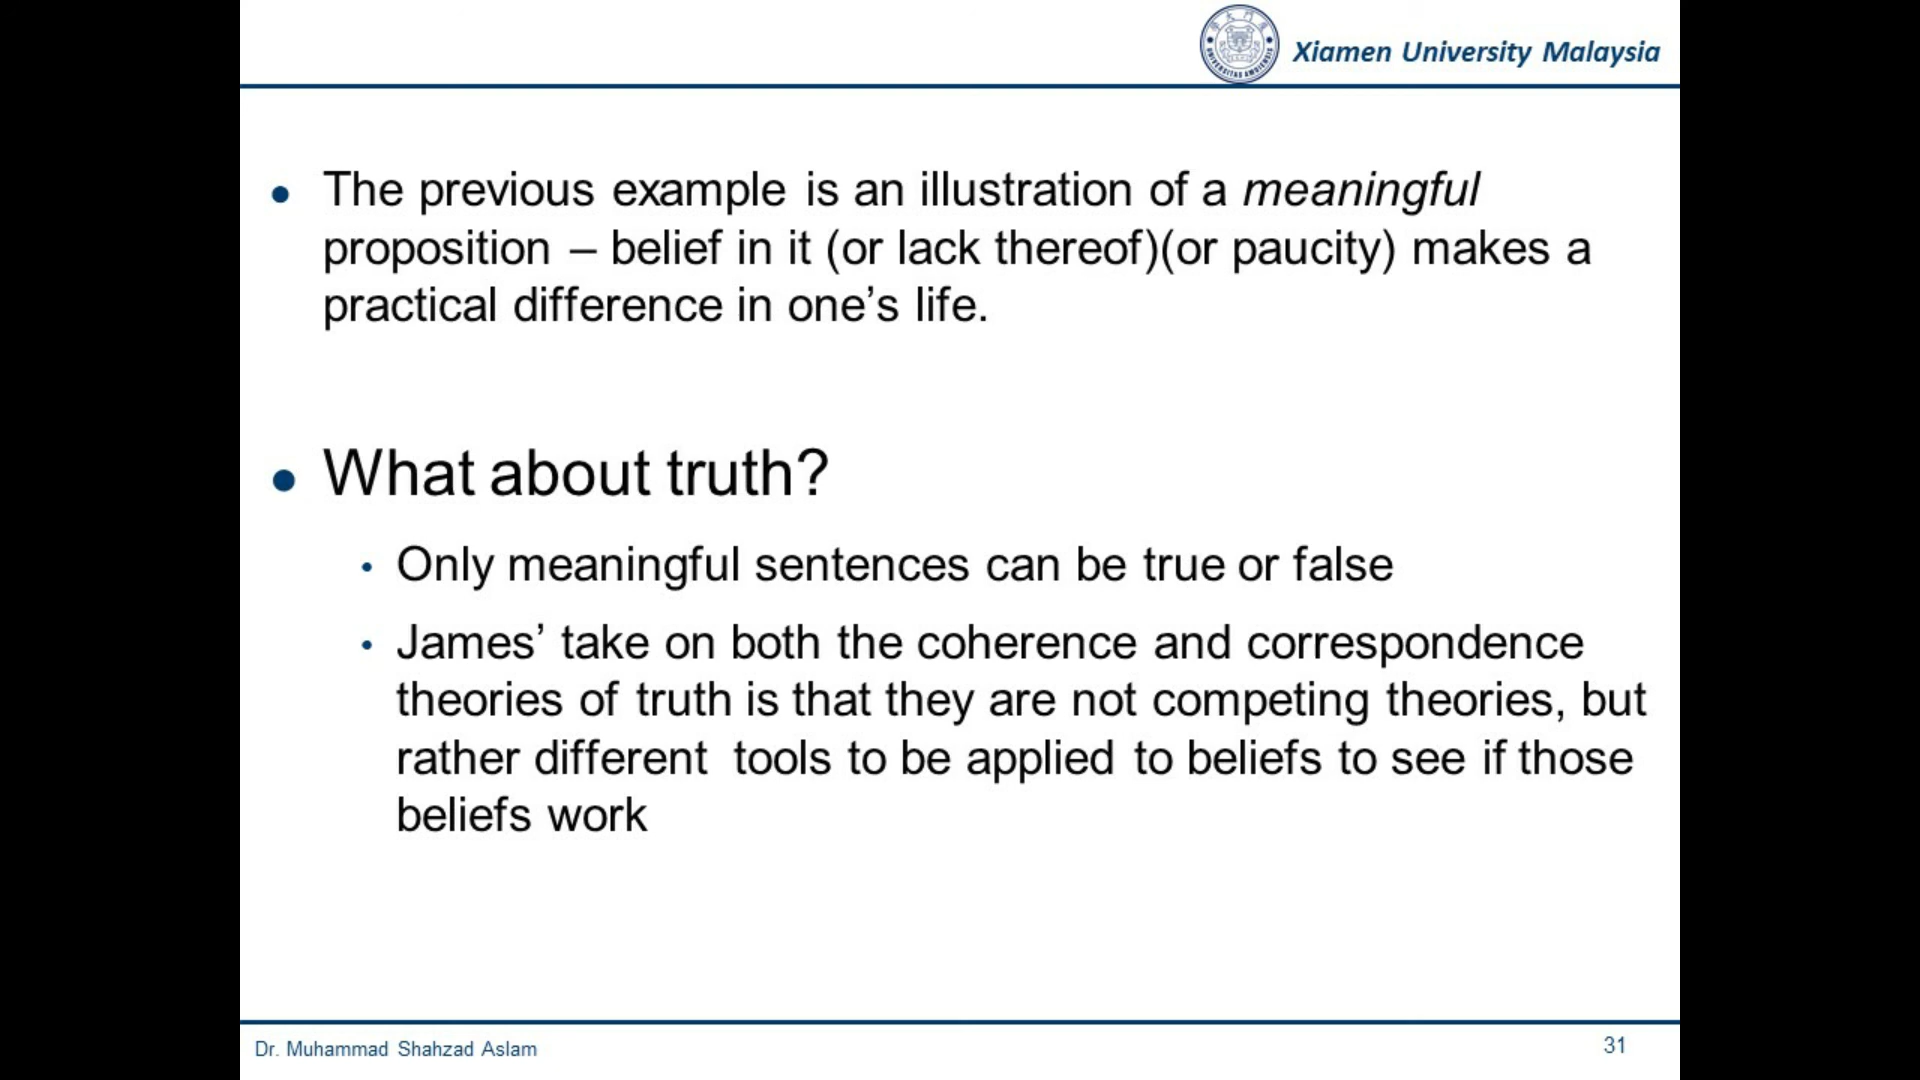 Xiamen University Malaysia
The previous example is an illustration of a meaningful
proposition – belief in it (or lack thereof)(or paucity) makes a
practical difference in one’s life.
What about truth?
Only meaningful sentences can be true or false
James’ take on both the coherence and correspondence
theories of truth is that they are not competing theories, but
rather different tools to be applied to beliefs to see if those
beliefs work
Dr. Muhammad Shahzad Aslam
31